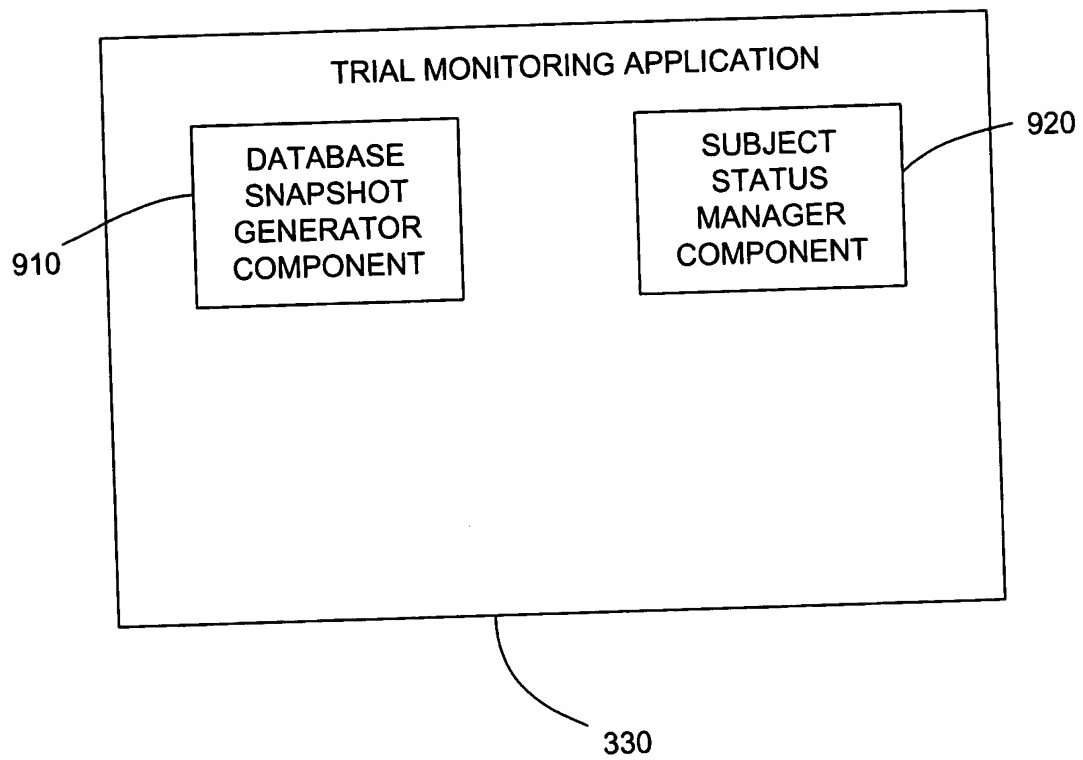 TRIAL MONITORING APPLICATION
DATABASE
SNAPSHOT
GENERATOR
COMPONENT
910
SUBJECT
STATUS
MANAGER
COMPONENT
920
330